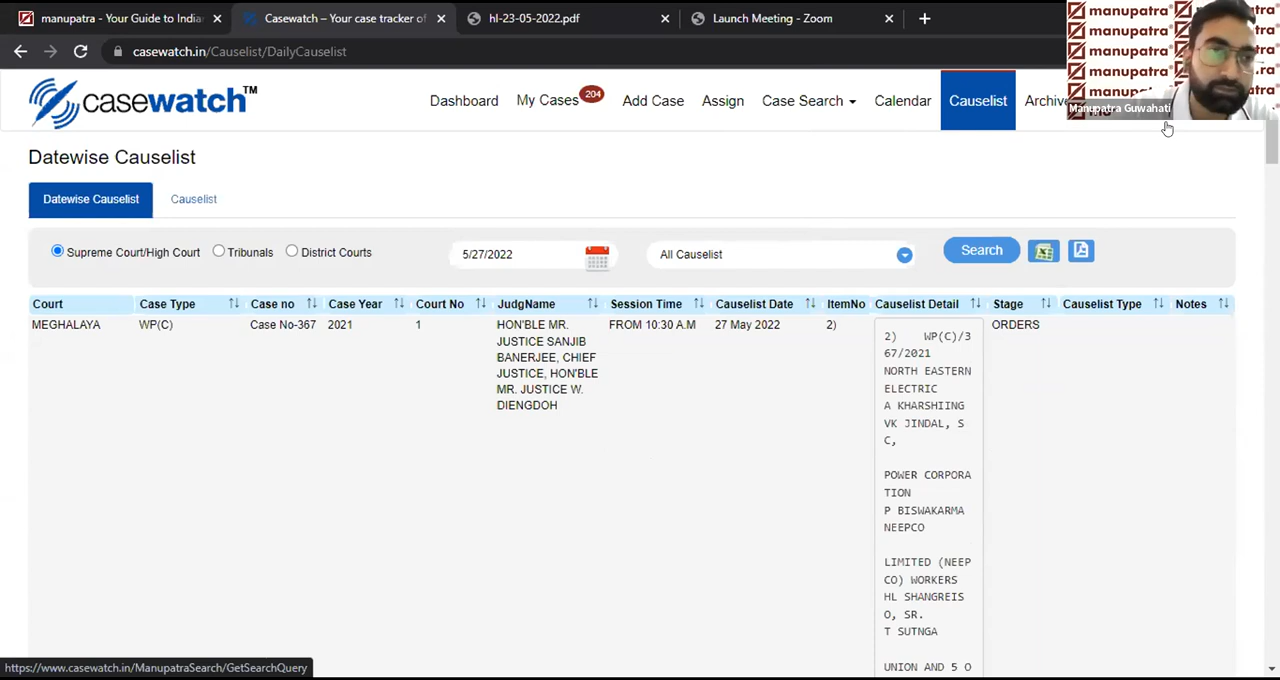 manupatra - Your Guide to India
Casewatch – Your case tracker of
hl-23-05-2022.pdf
Launch Meeting - Zoom
casewatch.in/Causelist/DailyCauselist
manupatra
manupatra
manupatra
manupatra
manupatra
Manupatra Guwahati
casewatch™
Dashboard
My Cases 204
Add Case
Assign
Case Search
Calendar
Causelist
Archive
Datewise Causelist
Datewise Causelist
Causelist
Supreme Court/High Court
Tribunals
District Courts
5/27/2022
All Causelist
Search
Court Case Type Case no Case Year Court No JudgName Session Time Causelist Date ItemNo Causelist Detail Stage Causelist Type Notes
MEGHALAYA WP(C) Case No-367 2021 1
HON'BLE MR.
JUSTICE SANJIB
BANERJEE, CHIEF
JUSTICE, HON'BLE
MR. JUSTICE W.
DIENGDOH
FROM 10:30 A.M 27 May 2022 2)
2) WP(C)/3
67/2021
NORTH EASTERN
ELECTRIC
A KHARSHIING
VK JINDAL, S
C,
POWER CORPORA
TION
P BISWAKARMA
NEEPCO
LIMITED (NEEP
CO) WORKERS
HL SHANGREIS
O, SR.
T SUTNGA
UNION AND 5 O
ORDERS
https://www.casewatch.in/ManupatraSearch/GetSearchQuery